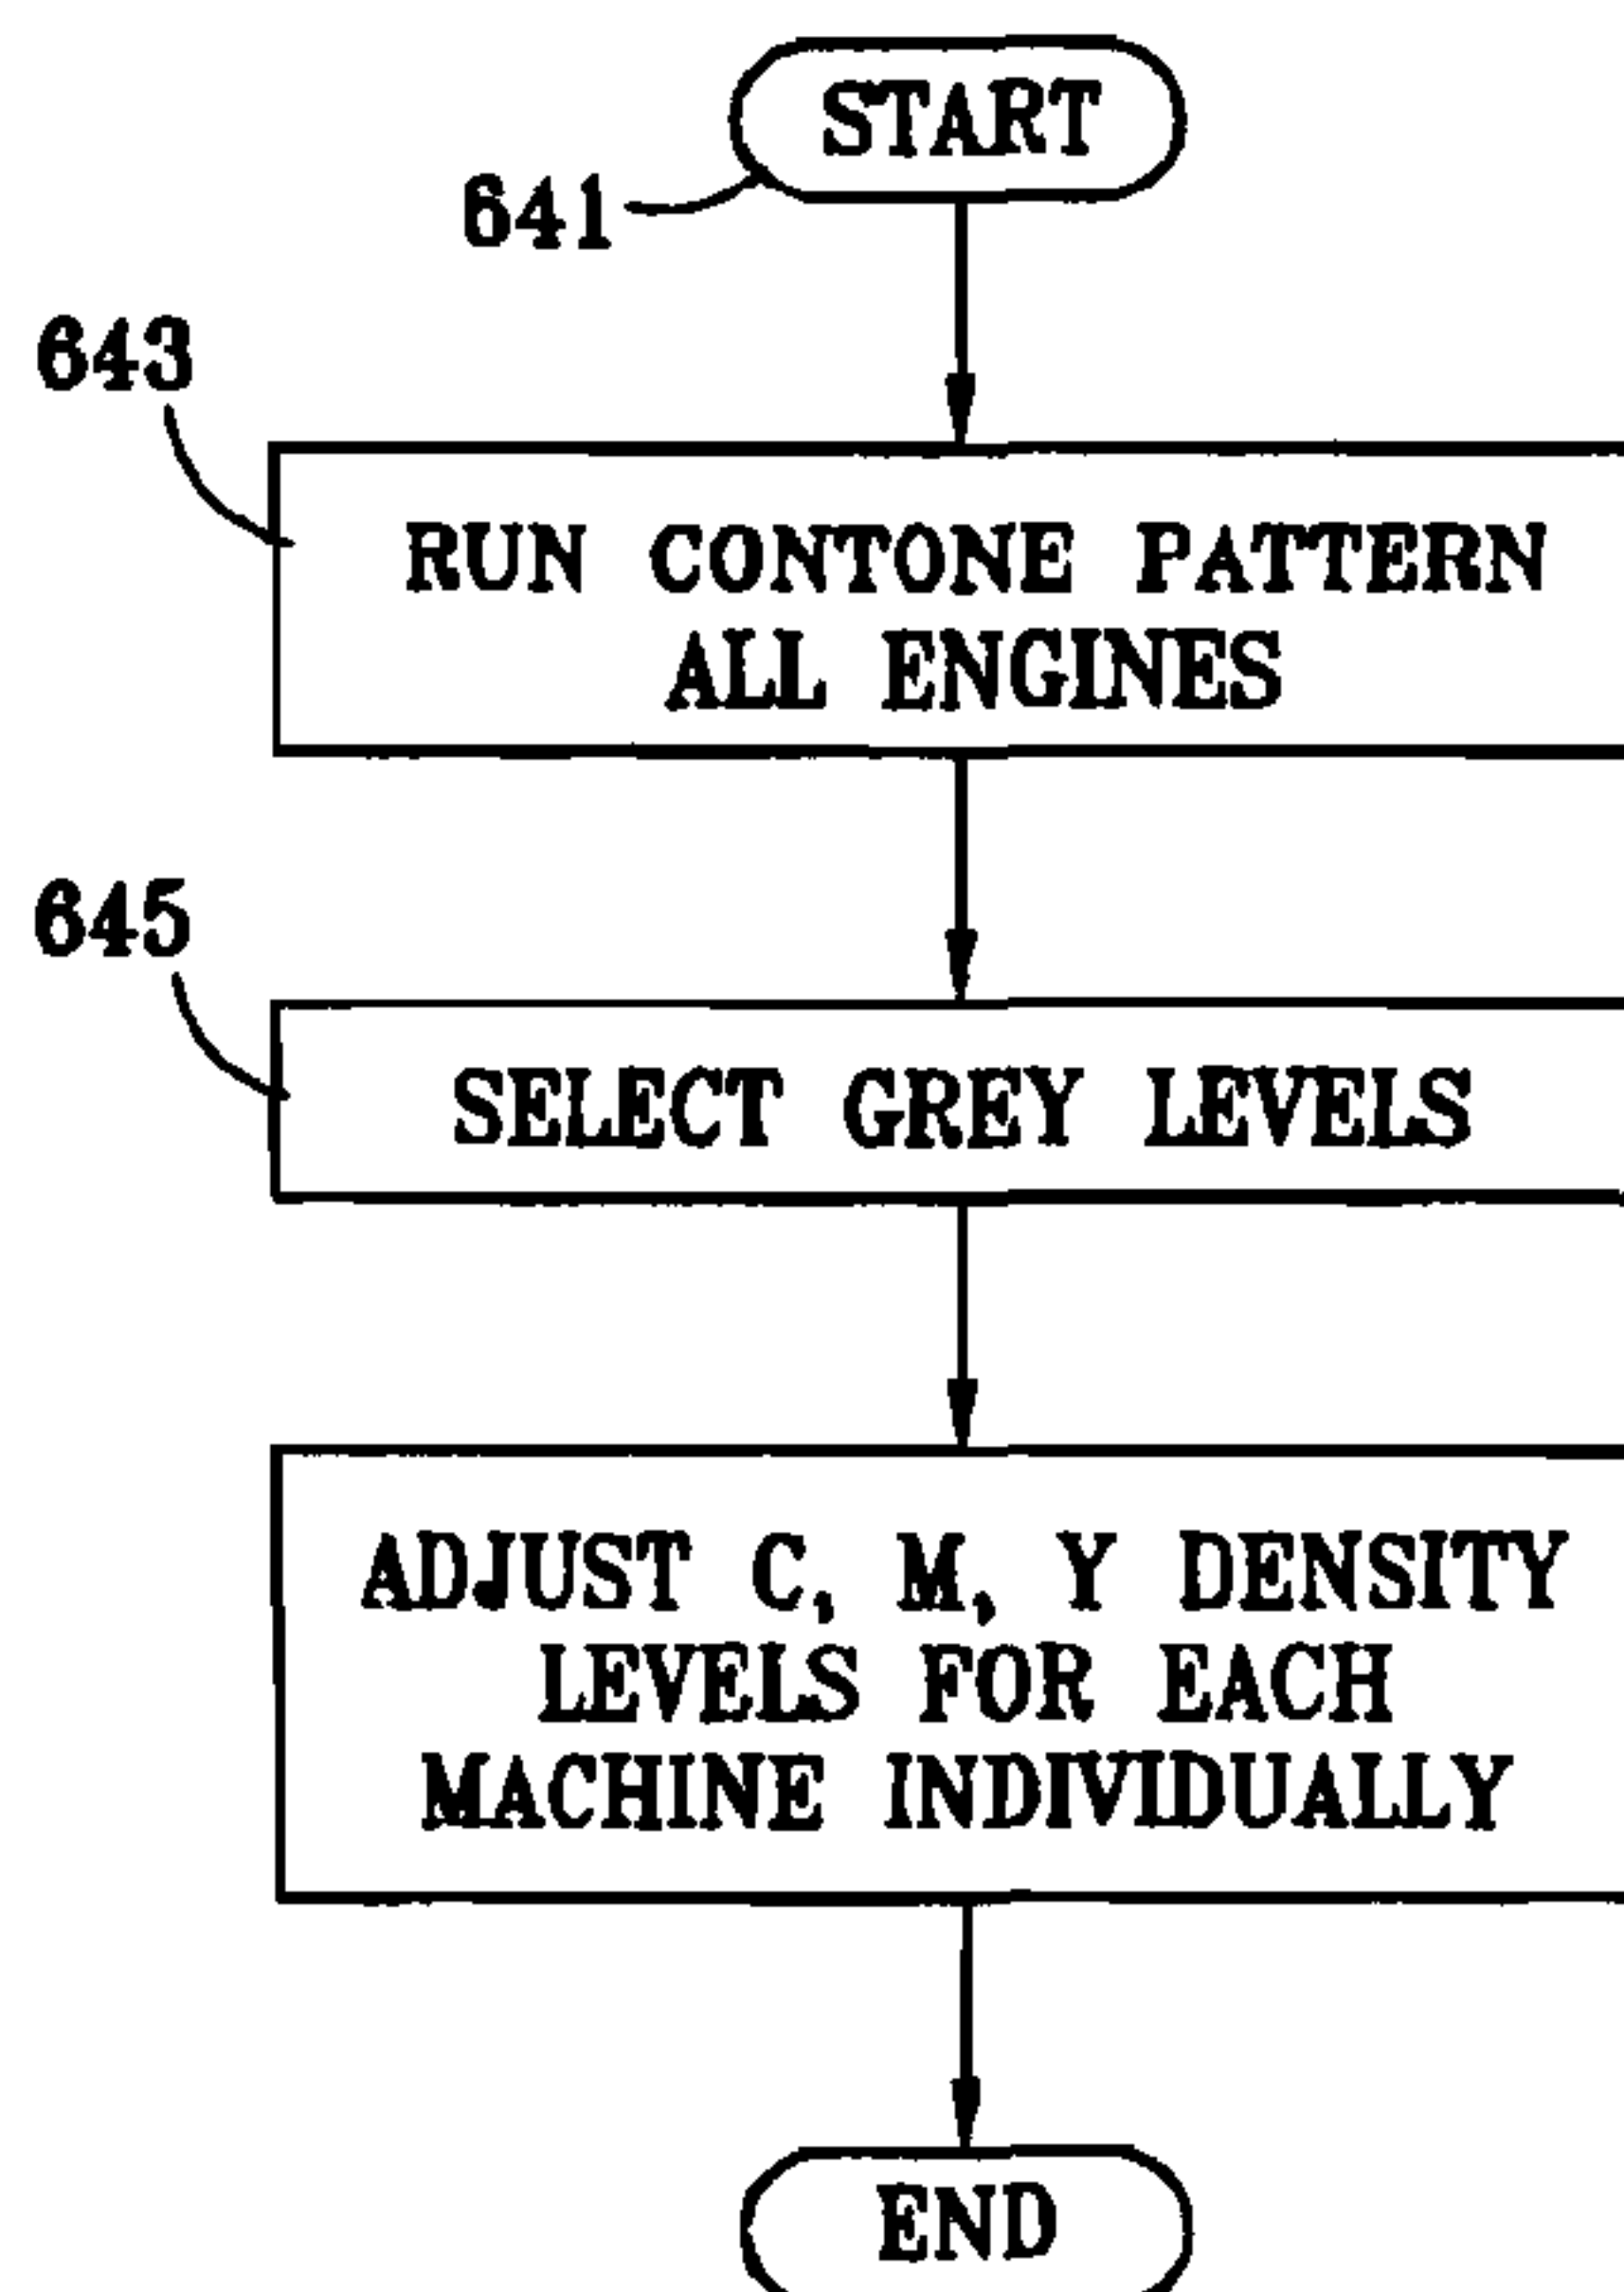 START
641
643
RUN CONTONE PATTERN
ALL ENGINES
645
SELECT GREY LEVELS
ADJUST C, M, Y DENSITY
LEVELS FOR EACH
MACHINE INDIVIDUALLY
END